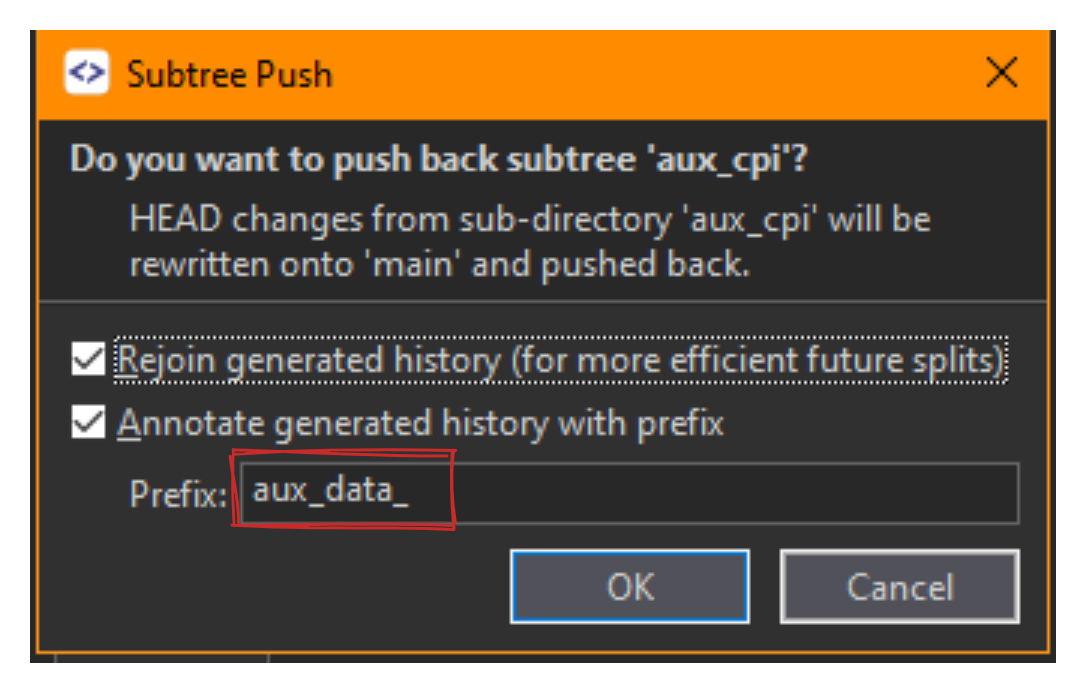 Subtree Push
Do you want to push back subtree 'aux_cpi'?
HEAD changes from sub-directory 'aux_cpi' will be
rewritten onto 'main' and pushed back.
Rejoin generated history (for more efficient future splits)
Annotate generated history with prefix
Prefix: aux_data_
OK Cancel